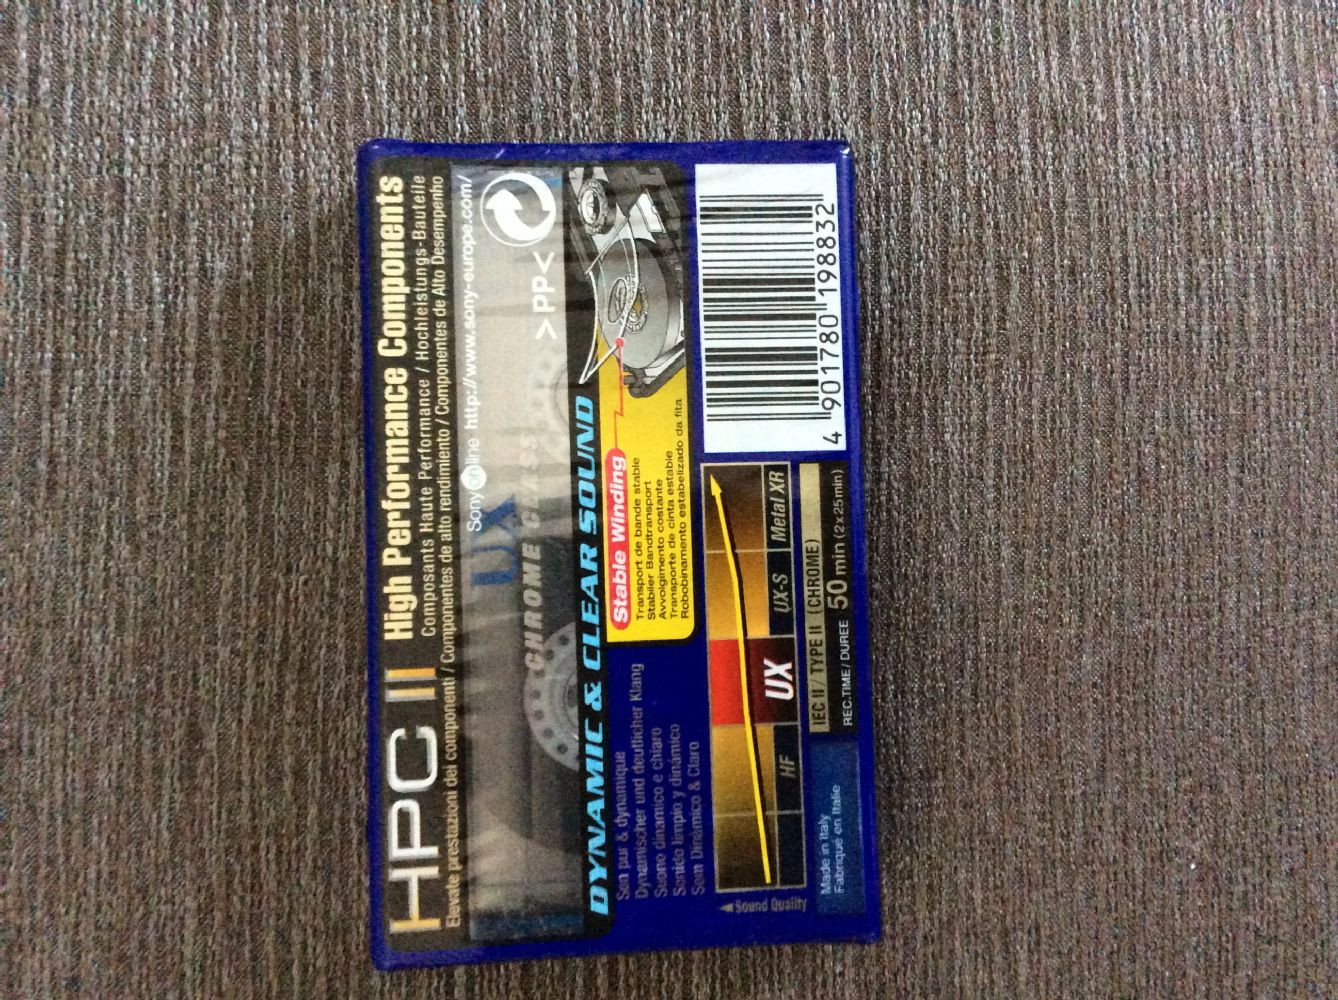 HPC II High Performance Components
Composants Haute Performance / Hochleistungs-Bauteile
Elevate prestazioni dei componenti / Componentes de alto rendimiento / Componentes de Alto Desempenho
Sony online http://www.sony-europe.com/
UX
CHROME CLASS
>PP<
DYNAMIC & CLEAR SOUND
Son pur & dynamique
Dynamischer und deutlicher Klang
Suono dinamico e chiaro
Sonido limpio y dinámico
Som Dinâmico & Claro
Stable Winding
Transport de bande stable
Stabiler Bandtransport
Avvolgimento costante
Transporte de cinta estable
Robobinamento estabelizado da fita
Sound Quality
HF
UX
UX-S
Metal XR
IEC II / TYPE II (CHROME)
REC.TIME/DUREE 50 min (2x25min)
Made in Italy
Fabriqué en Italie
4 901780 198832